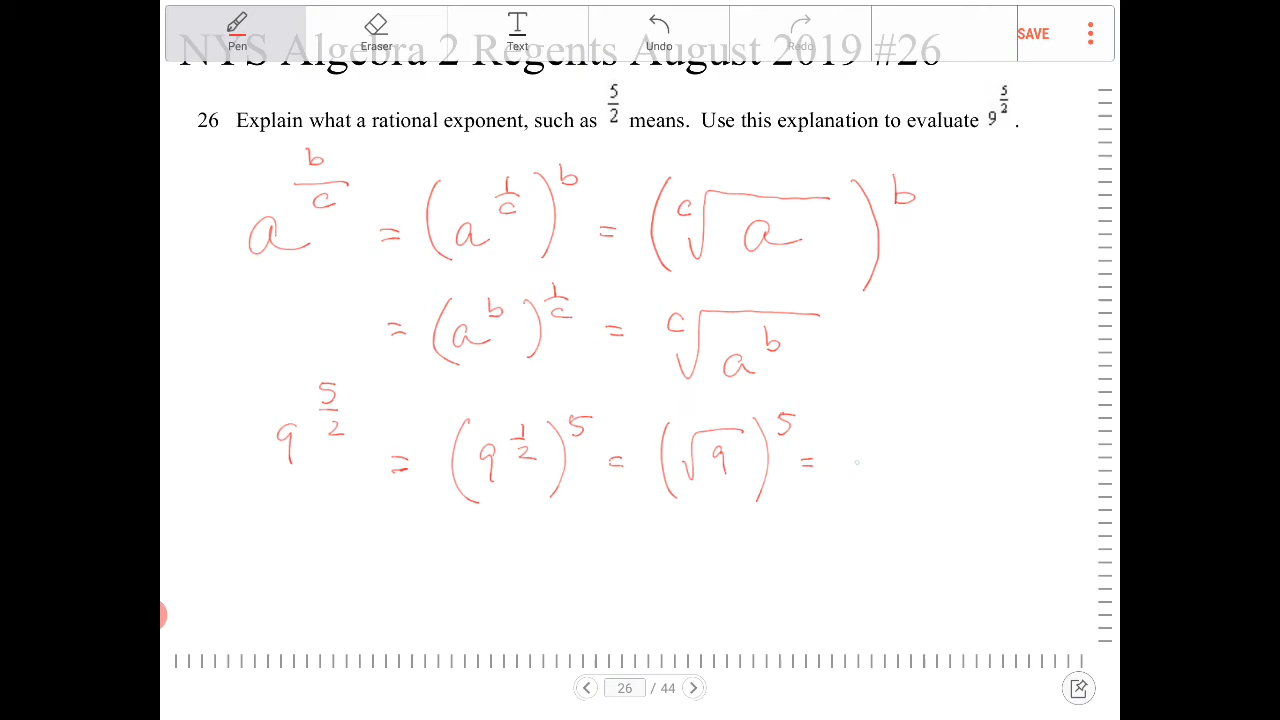 Pen Eraser Text Undo Redo SAVE
NYS Algebra 2 Regents August 2019 #26
26 Explain what a rational exponent, such as 5/2 means. Use this explanation to evaluate 9^(5/2).
a^(b/c) = (a^(1/c))^b = (ᶜ√a)^b
= (a^b)^(1/c) = ᶜ√(a^b)
9^(5/2) = (9^(1/2))^5 = (√9)^5 =
26 / 44